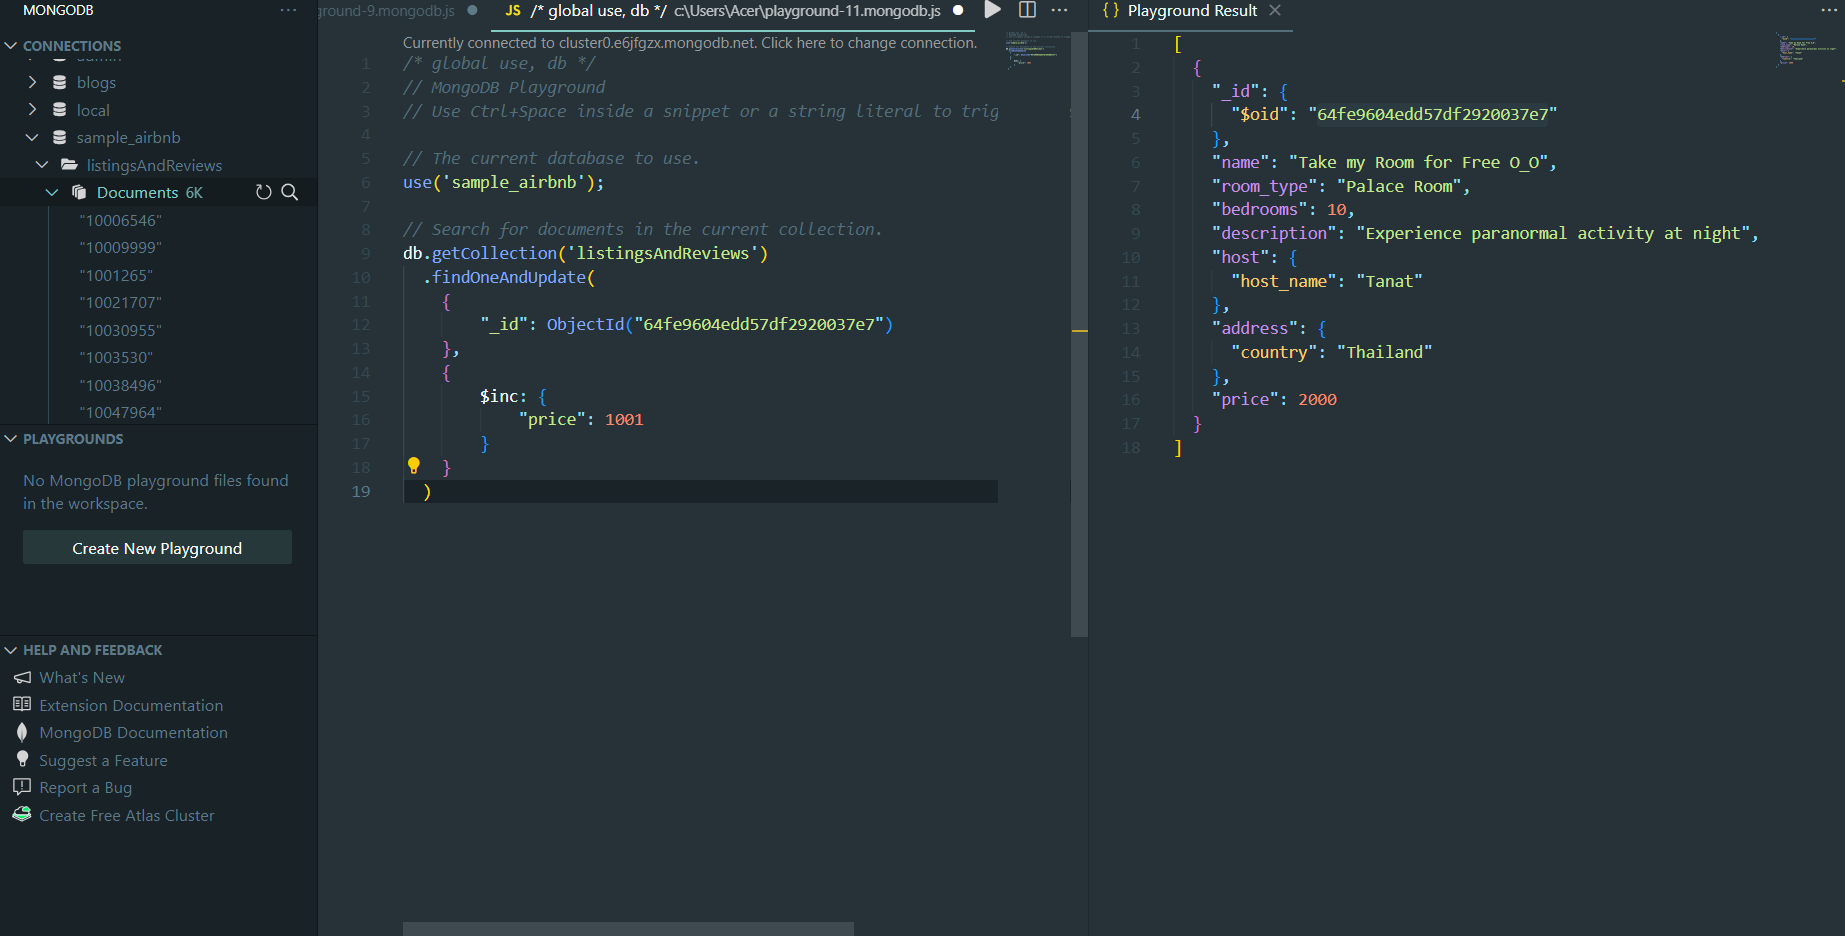 MONGODB
CONNECTIONS
admin
blogs
local
sample_airbnb
listingsAndReviews
Documents 6K
"10006546"
"10009999"
"1001265"
"10021707"
"10030955"
"1003530"
"10038496"
"10047964"
PLAYGROUNDS
No MongoDB playground files found
in the workspace.
Create New Playground
HELP AND FEEDBACK
What's New
Extension Documentation
MongoDB Documentation
Suggest a Feature
Report a Bug
Create Free Atlas Cluster
ground-9.mongodb.js
JS /* global use, db */ c:\Users\Acer\playground-11.mongodb.js
Currently connected to cluster0.e6jfgzx.mongodb.net. Click here to change connection.
1 /* global use, db */
2 // MongoDB Playground
3 // Use Ctrl+Space inside a snippet or a string literal to trig
4
5 // The current database to use.
6 use('sample_airbnb');
7
8 // Search for documents in the current collection.
9 db.getCollection('listingsAndReviews')
10 .findOneAndUpdate(
11 {
12 "_id": ObjectId("64fe9604edd57df2920037e7")
13 },
14 {
15 $inc: {
16 "price": 1001
17 }
18 }
19 )
{} Playground Result
1 [
2 {
3 "_id": {
4 "$oid": "64fe9604edd57df2920037e7"
5 },
6 "name": "Take my Room for Free O_O",
7 "room_type": "Palace Room",
8 "bedrooms": 10,
9 "description": "Experience paranormal activity at night",
10 "host": {
11 "host_name": "Tanat"
12 },
13 "address": {
14 "country": "Thailand"
15 },
16 "price": 2000
17 }
18 ]